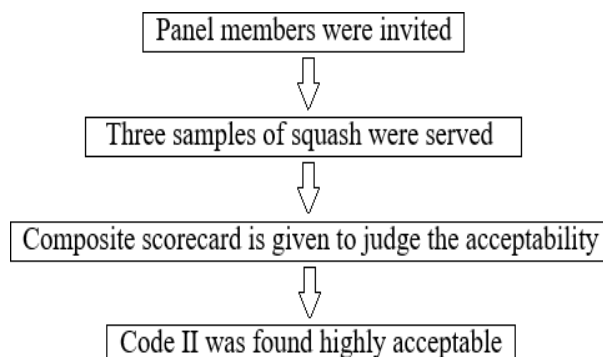 Panel members were invited
Three samples of squash were served
Composite scorecard is given to judge the acceptability
Code II was found highly acceptable